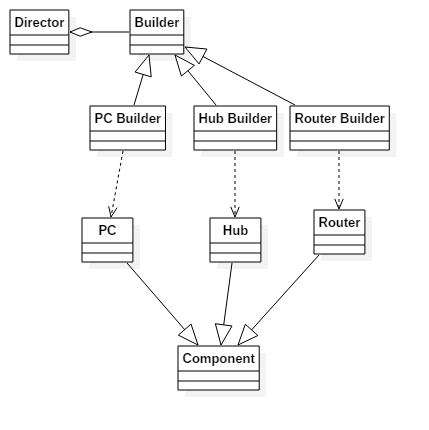 Director
Builder
PC Builder
Hub Builder
Router Builder
PC
Hub
Router
Component